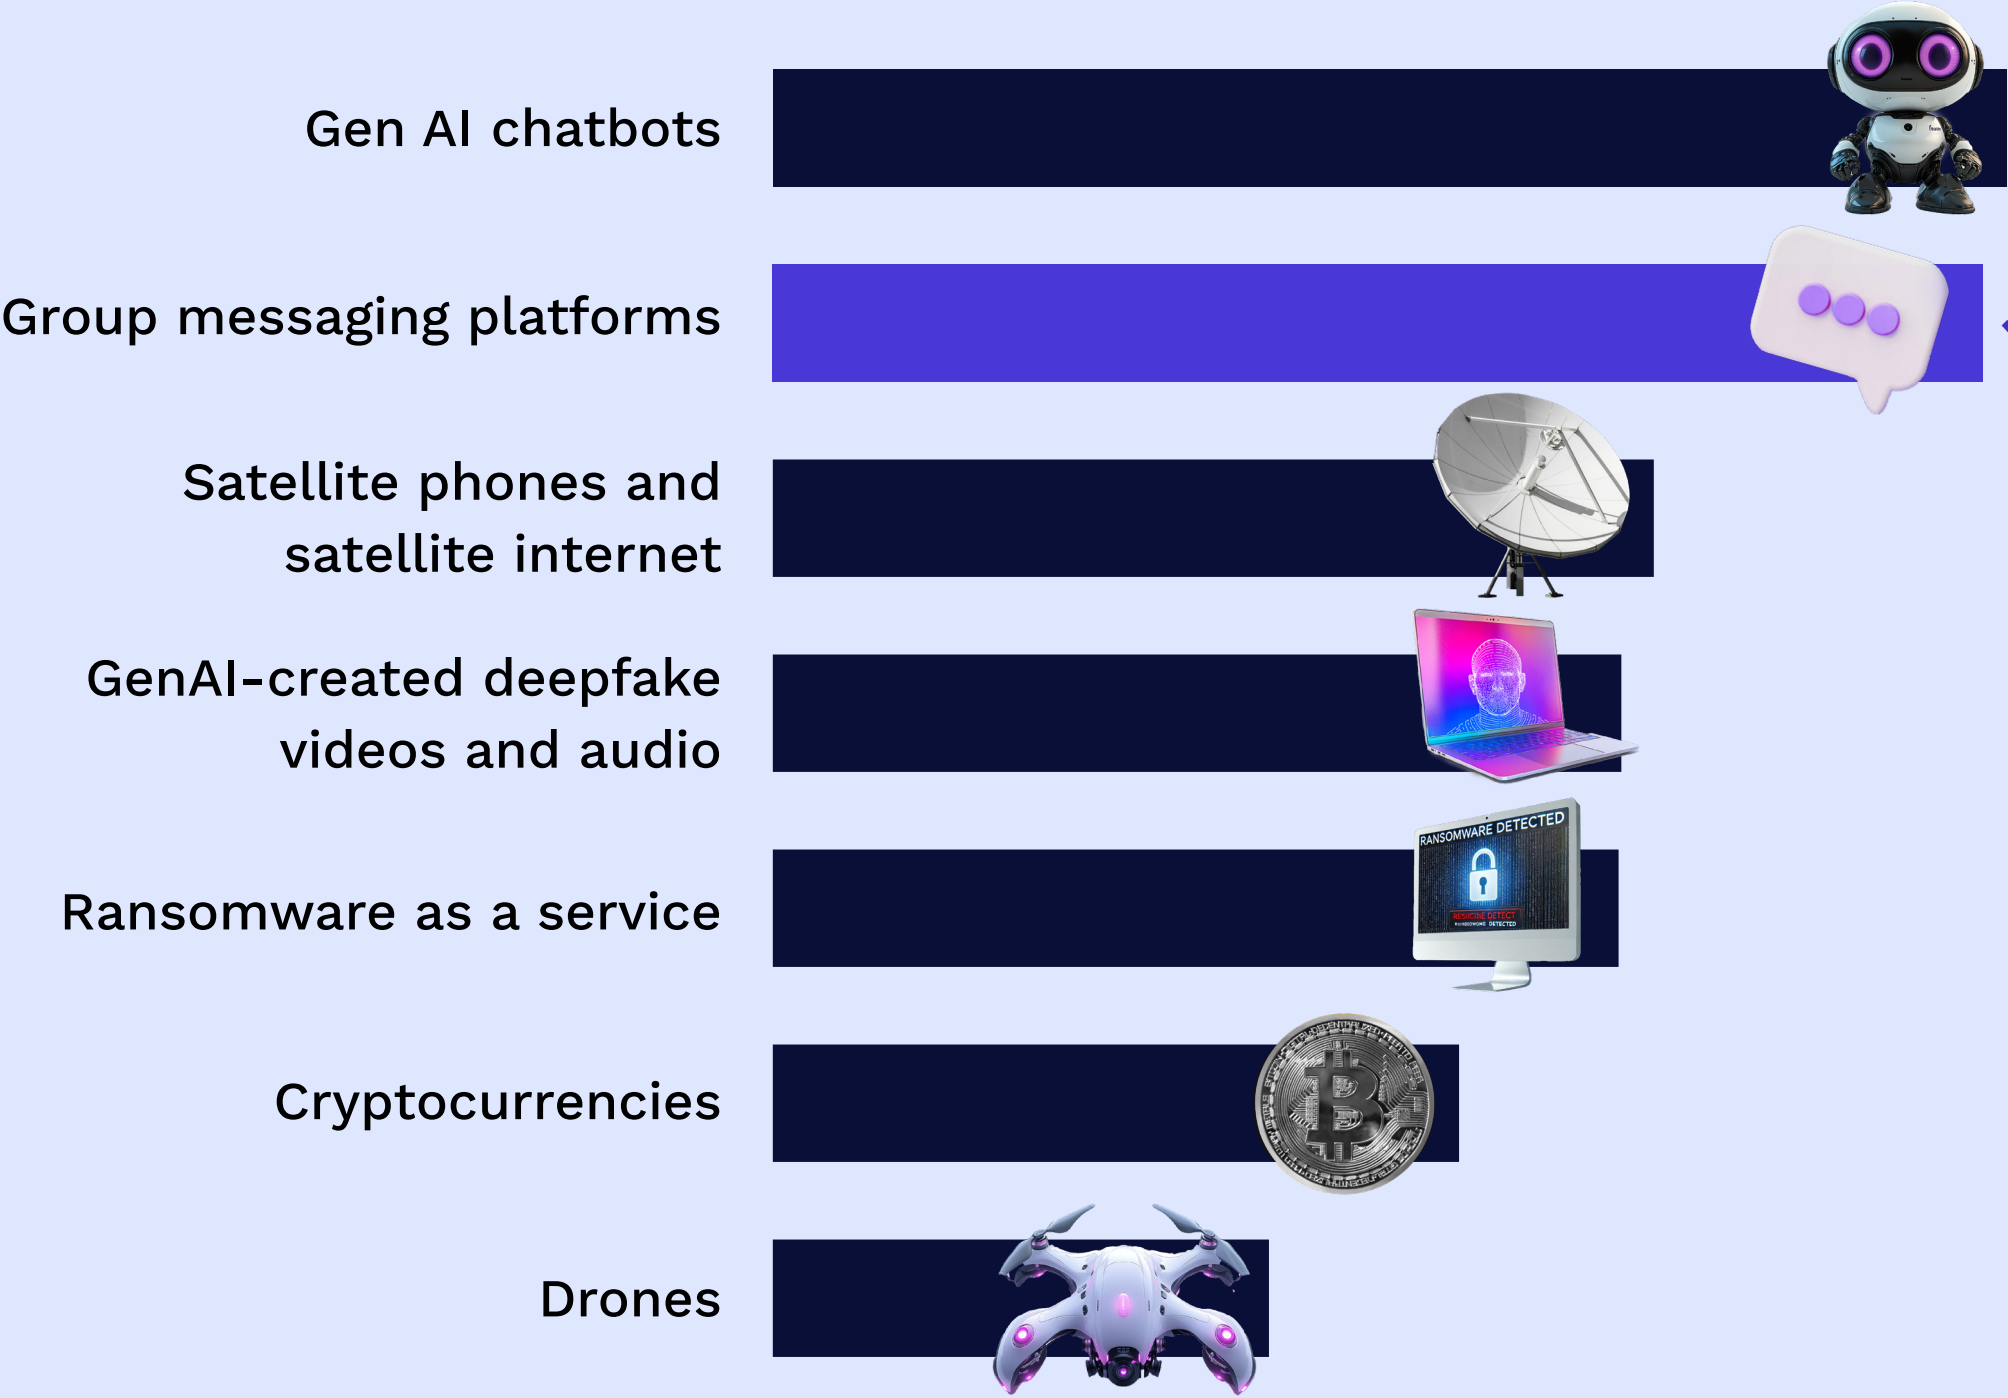 Gen AI chatbots
Group messaging platforms
Satellite phones and
satellite internet
GenAI-created deepfake
videos and audio
RANSOMWARE DETECTED
Ransomware as a service
Cryptocurrencies
Drones